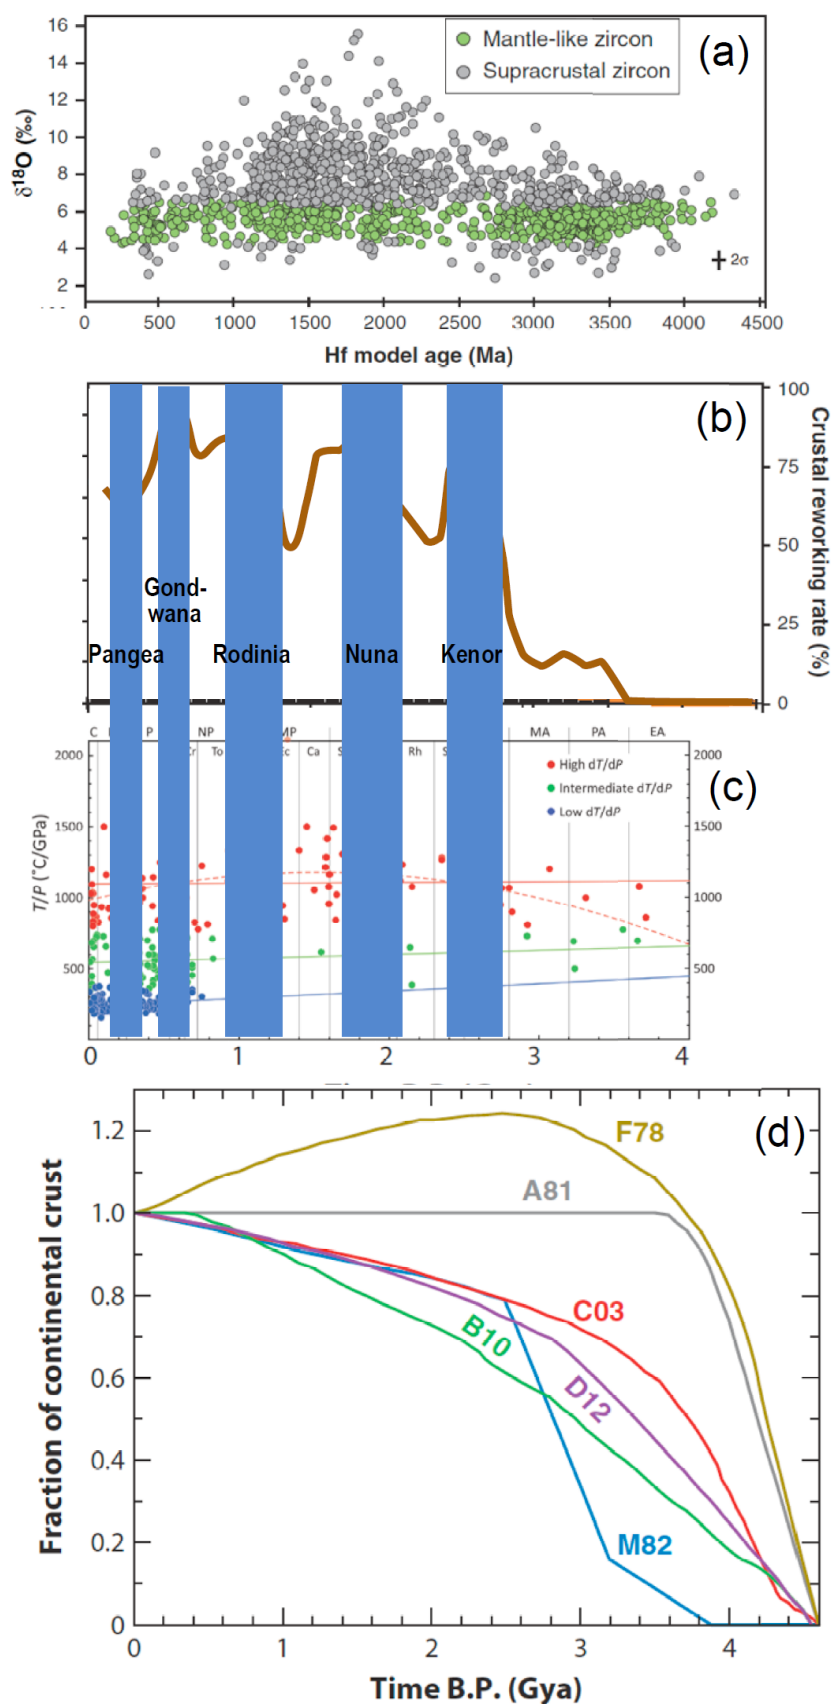 16
14
12
10
8
6
4
2
δ18O (‰)
Mantle-like zircon
Supracrustal zircon
(a)
2σ
0 500 1000 1500 2000 2500 3000 3500 4000 4500
Hf model age (Ma)
(b)
100
75
50
25
0
Crustal reworking rate (%)
Gond-
wana
Pangea
Rodinia
Nuna
Kenor
C P NP MP MA PA EA
To Ca S Rh S
2000
1500
1000
500
T/P (°C/GPa)
High dT/dP
Intermediate dT/dP
Low dT/dP
(c)
2000
1500
1000
500
0 1 2 3 4
(d)
1.2
1.0
0.8
0.6
0.4
0.2
0
Fraction of continental crust
F78
A81
C03
B10
D12
M82
0 1 2 3 4
Time B.P. (Gya)